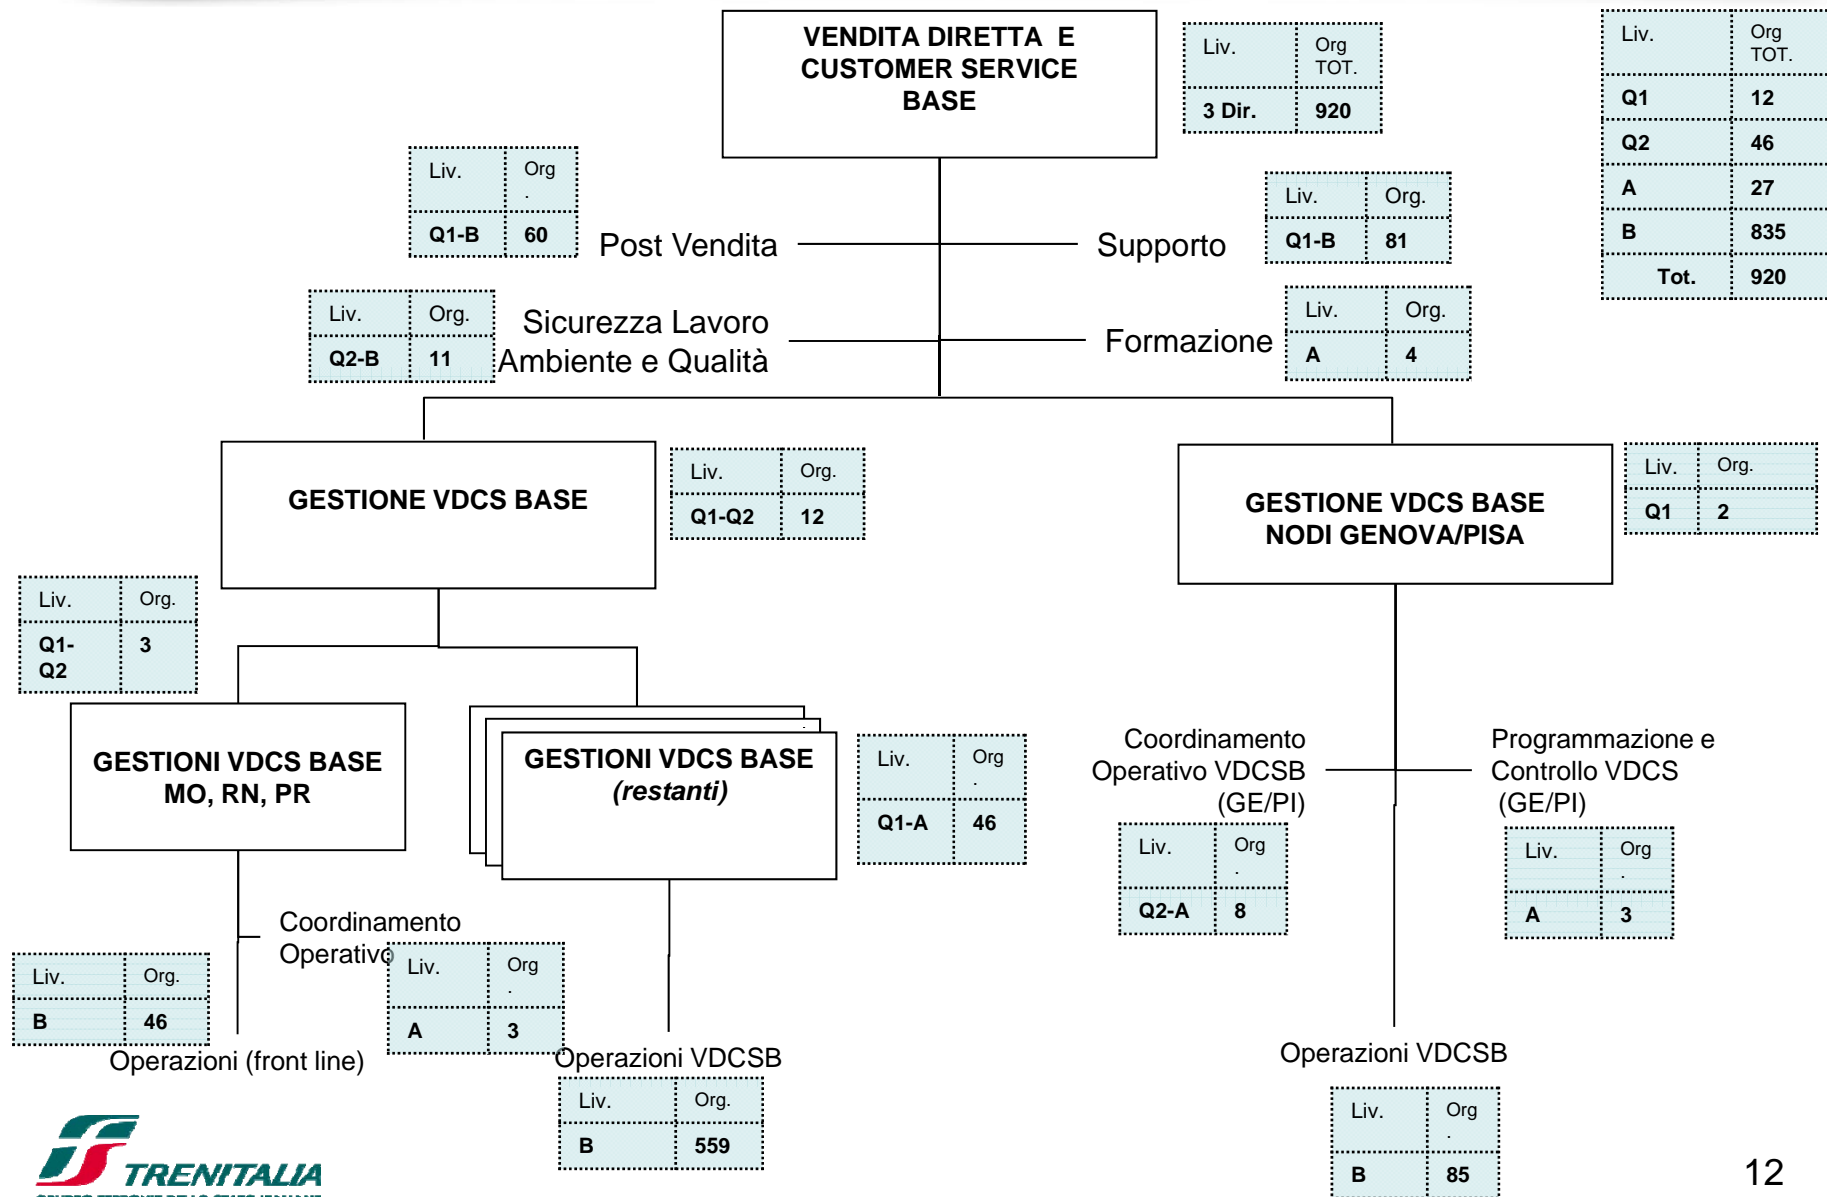 VENDITA DIRETTA E
CUSTOMER SERVICE
BASE
Liv. Org TOT.
3 Dir. 920
Liv. Org TOT.
Q1 12
Q2 46
A 27
B 835
Tot. 920
Liv. Org .
Q1-B 60
Post Vendita
Supporto
Liv. Org.
Q1-B 81
Liv. Org.
Q2-B 11
Sicurezza Lavoro
Ambiente e Qualità
Formazione
Liv. Org.
A 4
GESTIONE VDCS BASE
Liv. Org.
Q1-Q2 12
GESTIONE VDCS BASE
NODI GENOVA/PISA
Liv. Org.
Q1 2
Liv. Org.
Q1-Q2 3
GESTIONI VDCS BASE
MO, RN, PR
GESTIONI VDCS BASE
(restanti)
Liv. Org .
Q1-A 46
Coordinamento
Operativo VDCSB
(GE/PI)
Liv. Org .
Q2-A 8
Programmazione e
Controllo VDCS
(GE/PI)
Liv. Org .
A 3
Coordinamento
Operativo
Liv. Org .
A 3
Liv. Org.
B 46
Operazioni (front line)
Operazioni VDCSB
Liv. Org.
B 559
Operazioni VDCSB
Liv. Org .
B 85
TRENITALIA
12